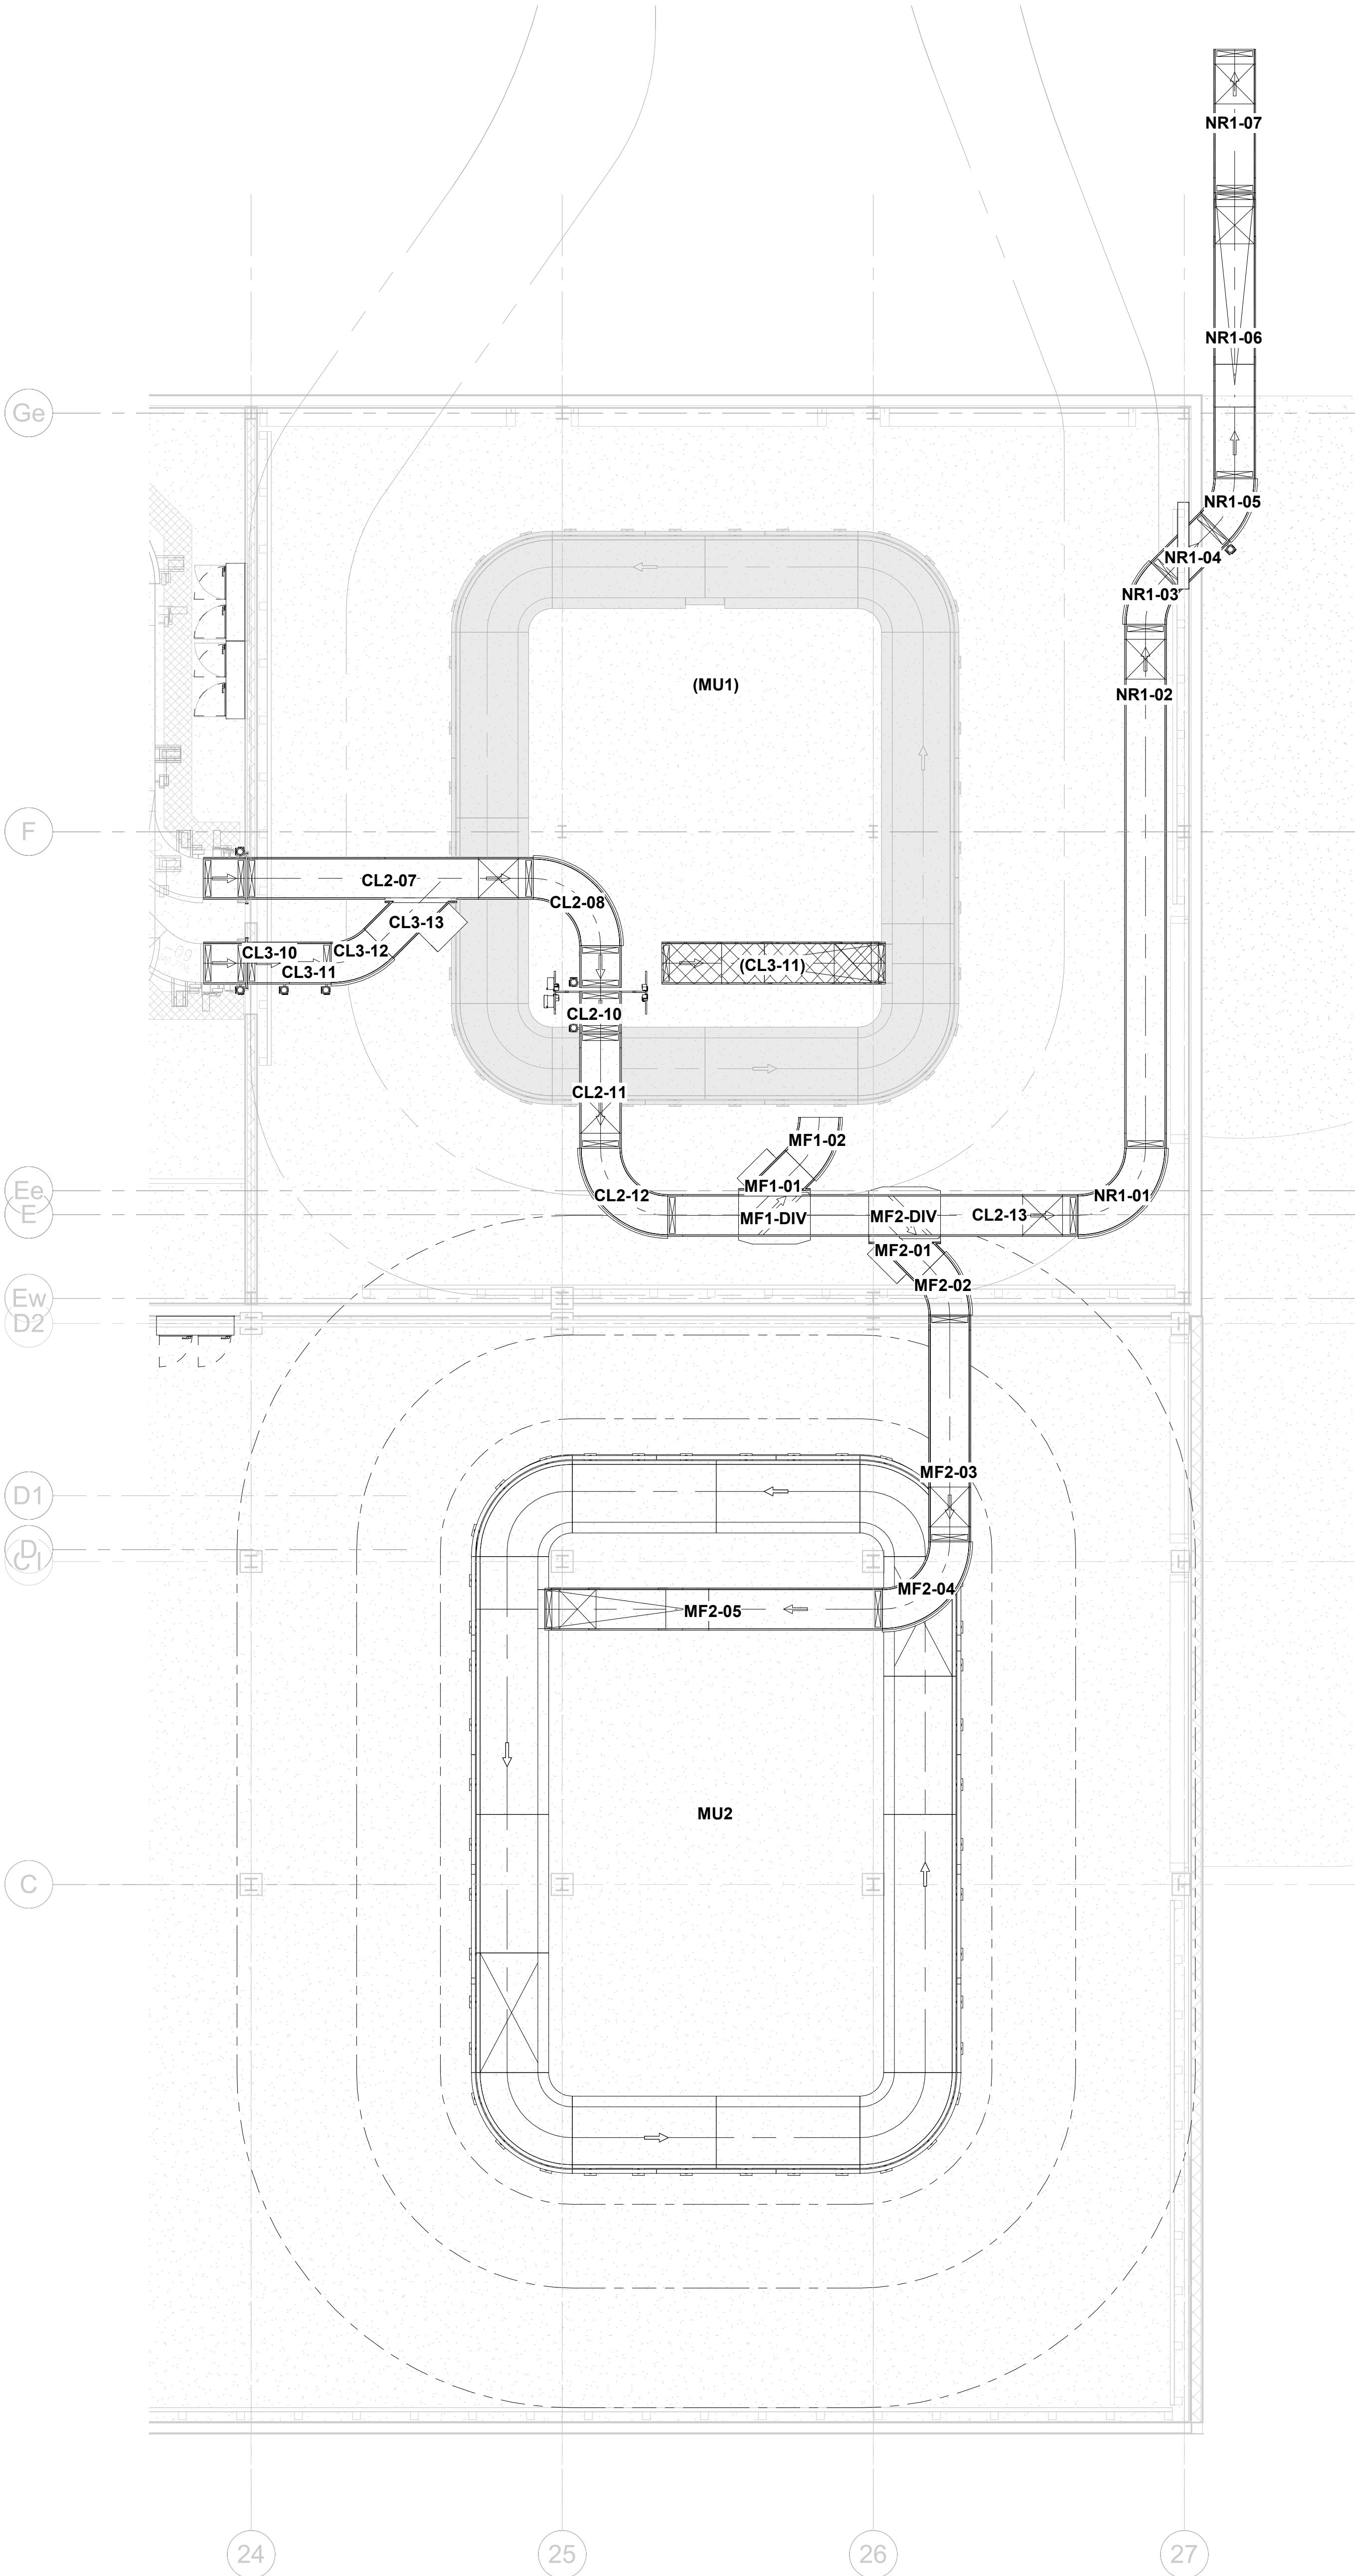 NR1-07
NR1-06
Ge
NR1-05
NR1-04
NR1-03
(MU1)
NR1-02
F
CL2-07
CL2-08
CL3-13
CL3-10
CL3-12
CL3-11
(CL3-11)
CL2-10
CL2-11
MF1-02
Ee
MF1-01
CL2-12
NR1-01
E
MF1-DIV
MF2-DIV
CL2-13
MF2-01
MF2-02
Ew
D2
MF2-03
D1
D
C1
MF2-04
MF2-05
MU2
C
24
25
26
27